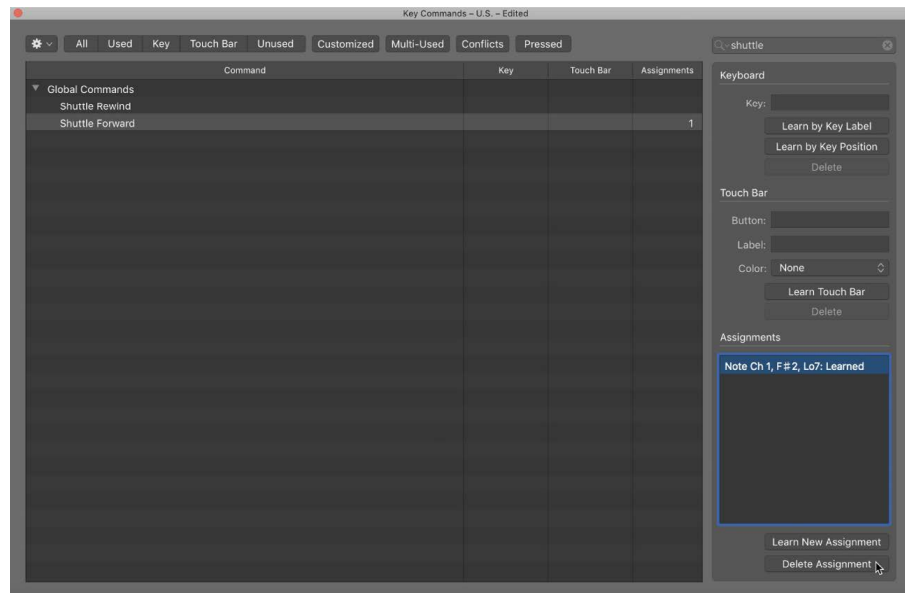 Key Commands – U.S. – Edited
All Used Key Touch Bar Unused Customized Multi-Used Conflicts Pressed
shuttle
Command Key Touch Bar Assignments
Global Commands
Shuttle Rewind
Shuttle Forward 1
Keyboard
Key:
Learn by Key Label
Learn by Key Position
Delete
Touch Bar
Button:
Label:
Color: None
Learn Touch Bar
Delete
Assignments
Note Ch 1, F♯2, Lo7: Learned
Learn New Assignment
Delete Assignment